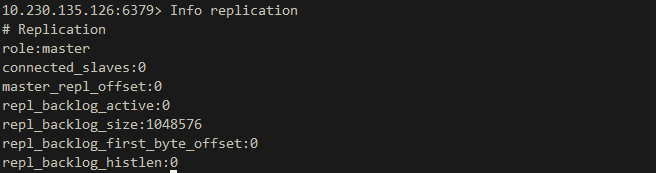 10.230.135.126:6379> Info replication
# Replication
role:master
connected_slaves:0
master_repl_offset:0
repl_backlog_active:0
repl_backlog_size:1048576
repl_backlog_first_byte_offset:0
repl_backlog_histlen:0